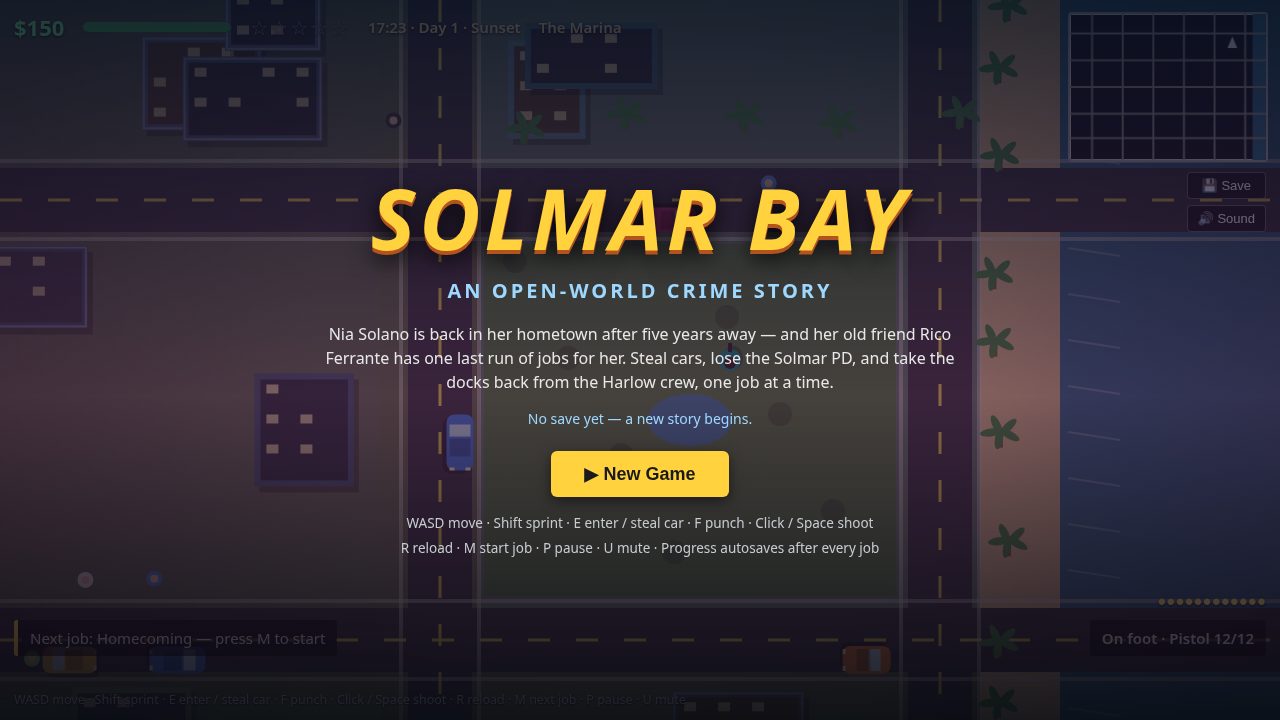 $150
☆☆☆☆☆
17:23 · Day 1 · Sunset
The Marina
💾 Save
🔊 Sound
SOLMAR BAY
AN OPEN-WORLD CRIME STORY
Nia Solano is back in her hometown after five years away — and her old friend Rico
Ferrante has one last run of jobs for her. Steal cars, lose the Solmar PD, and take the
docks back from the Harlow crew, one job at a time.
No save yet — a new story begins.
▶ New Game
WASD move · Shift sprint · E enter / steal car · F punch · Click / Space shoot
R reload · M start job · P pause · U mute · Progress autosaves after every job
Next job: Homecoming — press M to start
On foot · Pistol 12/12
WASD move · Shift sprint · E enter / steal car · F punch · Click / Space shoot · R reload · M next job · P pause · U mute